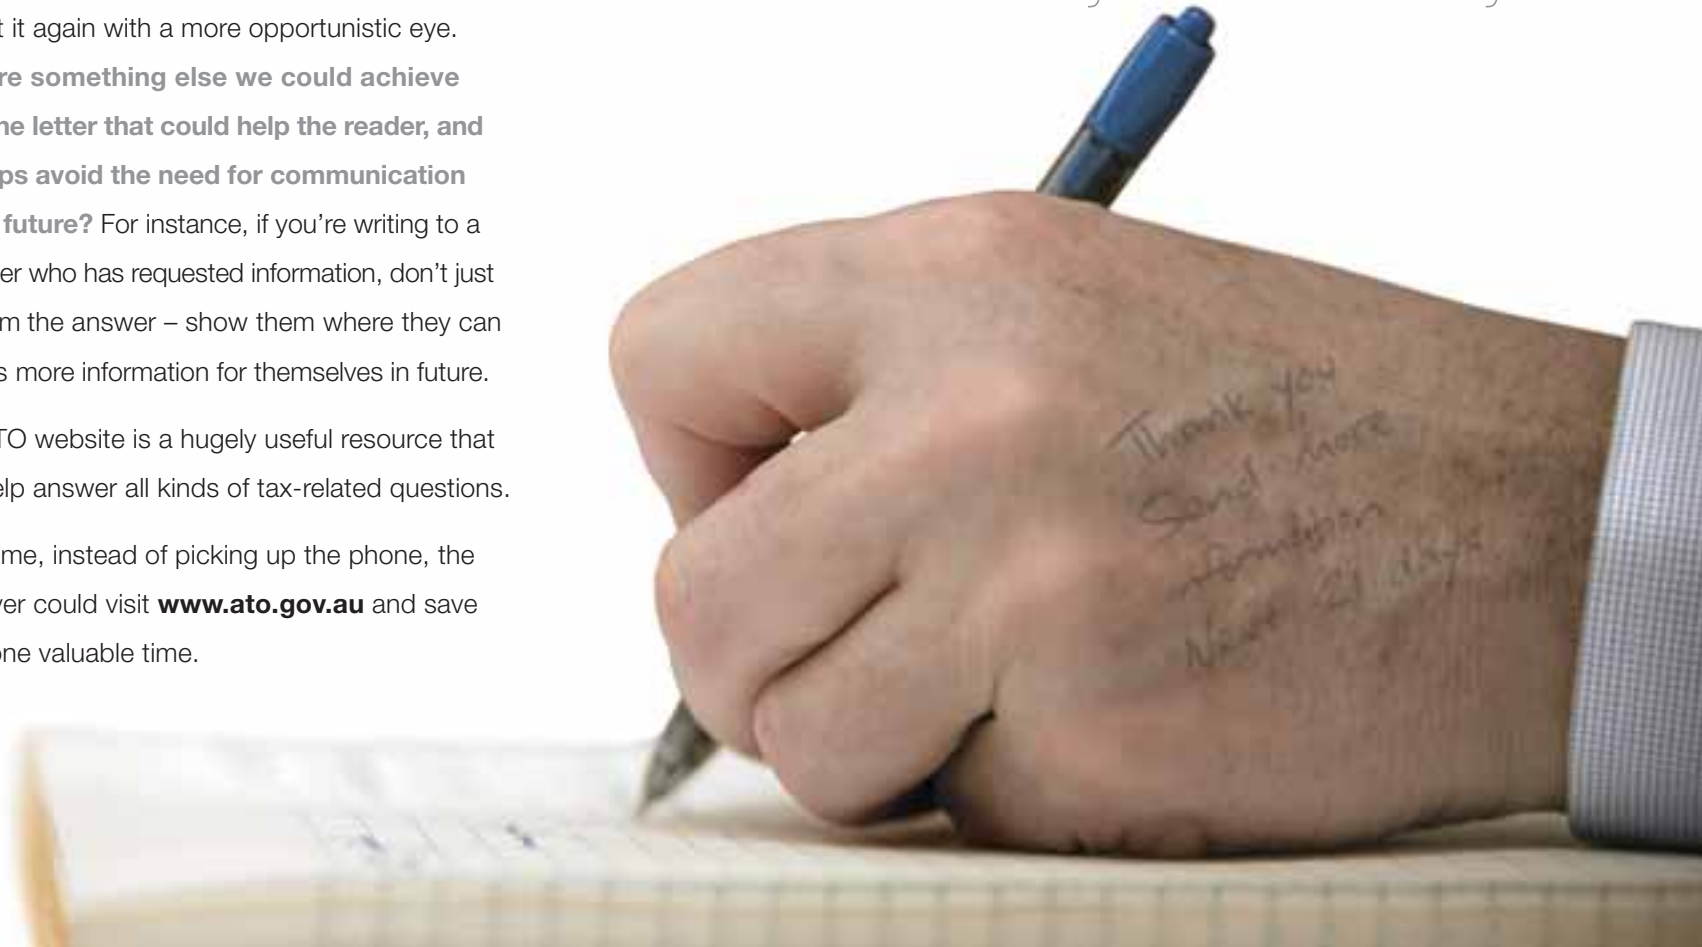 t it again with a more opportunistic eye.
re something else we could achieve
ne letter that could help the reader, and
ps avoid the need for communication
future? For instance, if you’re writing to a
er who has requested information, don’t just
m the answer – show them where they can
s more information for themselves in future.
TO website is a hugely useful resource that
elp answer all kinds of tax-related questions.
me, instead of picking up the phone, the
yer could visit www.ato.gov.au and save
one valuable time.
Thank you
Send more
21 days